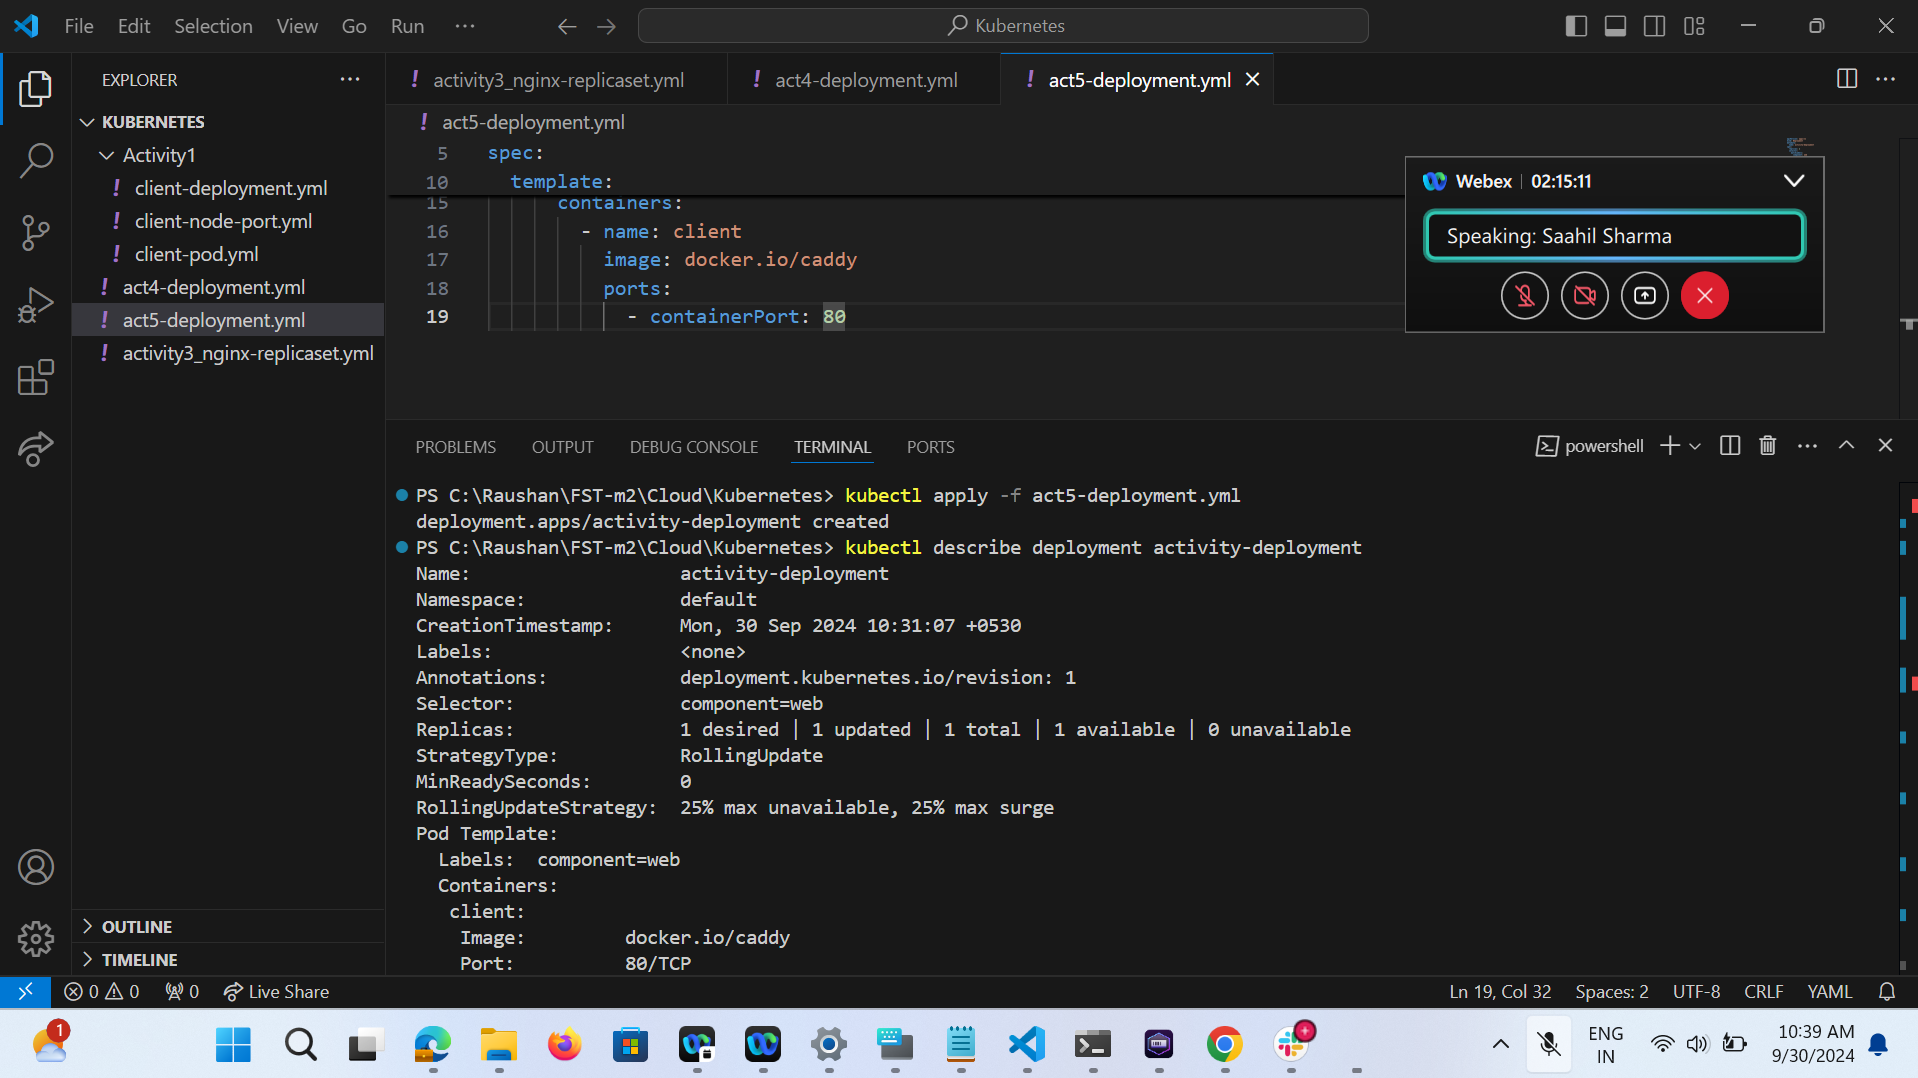 File Edit Selection View Go Run ··· Kubernetes
EXPLORER ···
activity3_nginx-replicaset.yml
act4-deployment.yml
act5-deployment.yml
KUBERNETES
Activity1
! client-deployment.yml
! client-node-port.yml
! client-pod.yml
! act4-deployment.yml
! act5-deployment.yml
! activity3_nginx-replicaset.yml
OUTLINE
TIMELINE
! act5-deployment.yml
5 spec:
10 template:
15 containers:
16 - name: client
17 image: docker.io/caddy
18 ports:
19 - containerPort: 80
Webex | 02:15:11
Speaking: Saahil Sharma
PROBLEMS OUTPUT DEBUG CONSOLE TERMINAL PORTS
powershell
PS C:\Raushan\FST-m2\Cloud\Kubernetes> kubectl apply -f act5-deployment.yml
deployment.apps/activity-deployment created
PS C:\Raushan\FST-m2\Cloud\Kubernetes> kubectl describe deployment activity-deployment
Name: activity-deployment
Namespace: default
CreationTimestamp: Mon, 30 Sep 2024 10:31:07 +0530
Labels: <none>
Annotations: deployment.kubernetes.io/revision: 1
Selector: component=web
Replicas: 1 desired | 1 updated | 1 total | 1 available | 0 unavailable
StrategyType: RollingUpdate
MinReadySeconds: 0
RollingUpdateStrategy: 25% max unavailable, 25% max surge
Pod Template:
Labels: component=web
Containers:
client:
Image: docker.io/caddy
Port: 80/TCP
0 0 0 Live Share
Ln 19, Col 32 Spaces: 2 UTF-8 CRLF YAML
1
ENG
IN
10:39 AM
9/30/2024